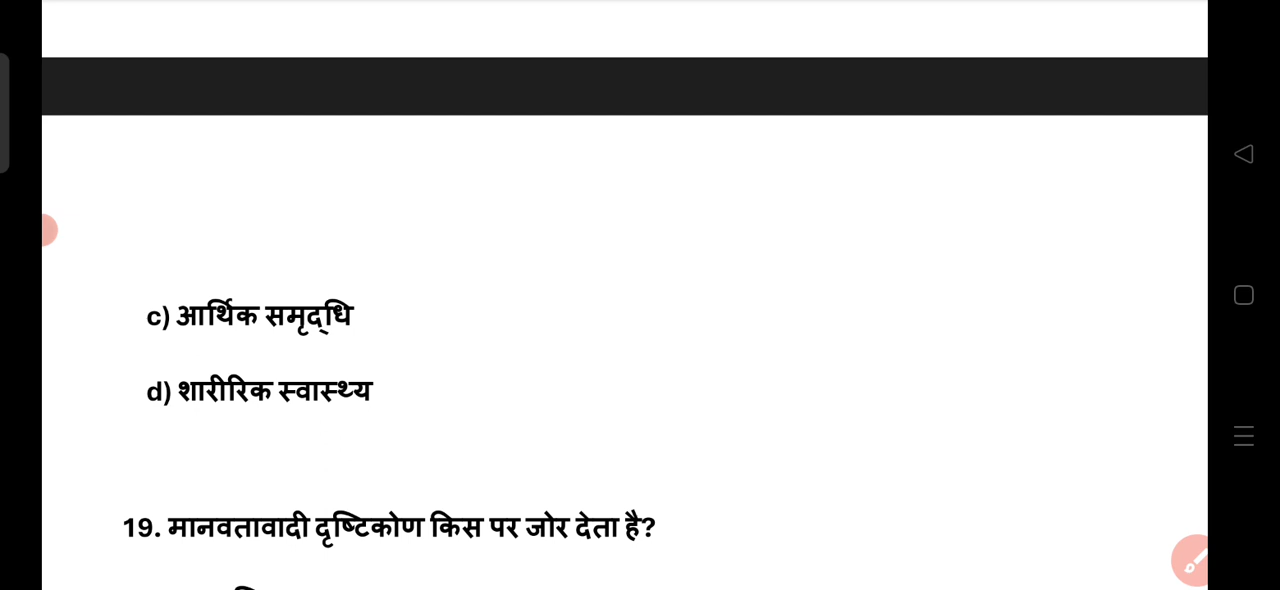 c) आर्थिक समृद्धि
d) शारीरिक स्वास्थ्य
19. मानवतावादी दृष्टिकोण किस पर जोर देता है?